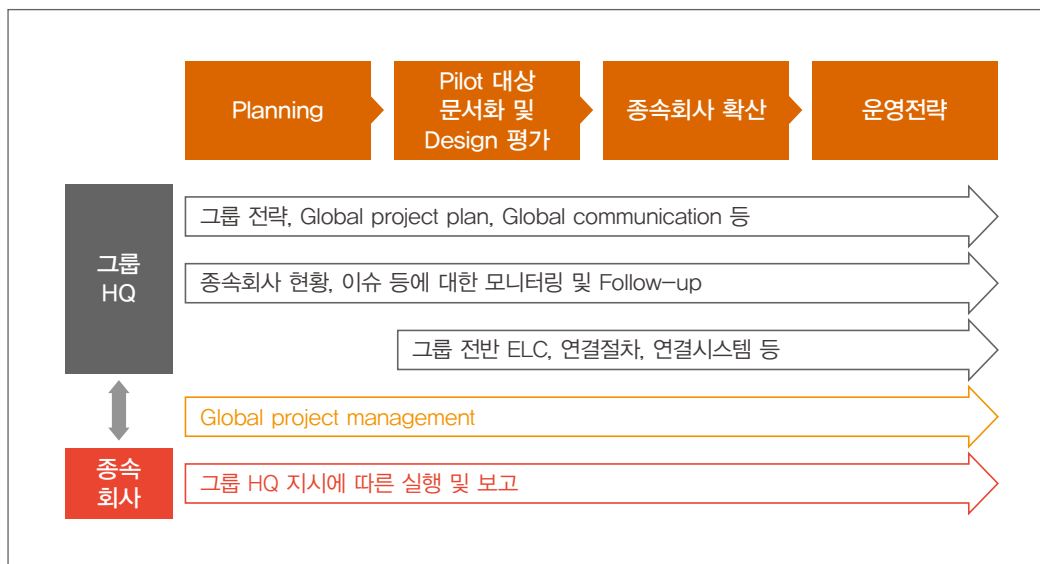 Planning
Pilot 대상
문서화 및
Design 평가
종속회사 확산
운영전략
그룹
HQ
그룹 전략, Global project plan, Global communication 등
종속회사 현황, 이슈 등에 대한 모니터링 및 Follow-up
그룹 전반 ELC, 연결절차, 연결시스템 등
Global project management
종속
회사
그룹 HQ 지시에 따른 실행 및 보고